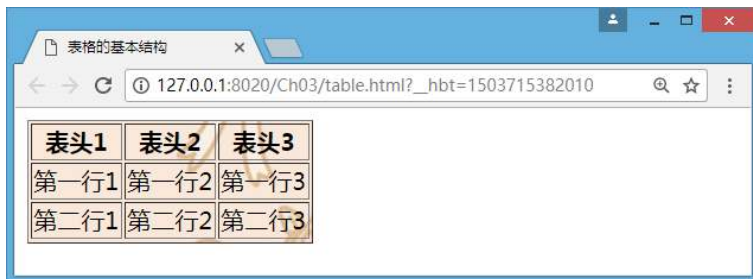 表格的基本结构
127.0.0.1:8020/Ch03/table.html?__hbt=1503715382010
表头1 表头2 表头3
第一行1 第一行2 第一行3
第二行1 第二行2 第二行3